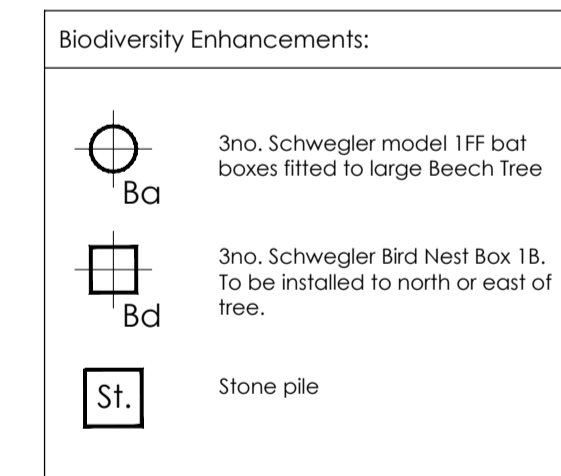 Biodiversity Enhancements:
3no. Schwegler model 1FF bat
boxes fitted to large Beech Tree
Ba
3no. Schwegler Bird Nest Box 1B.
To be installed to north or east of
tree.
Bd
St.
Stone pile